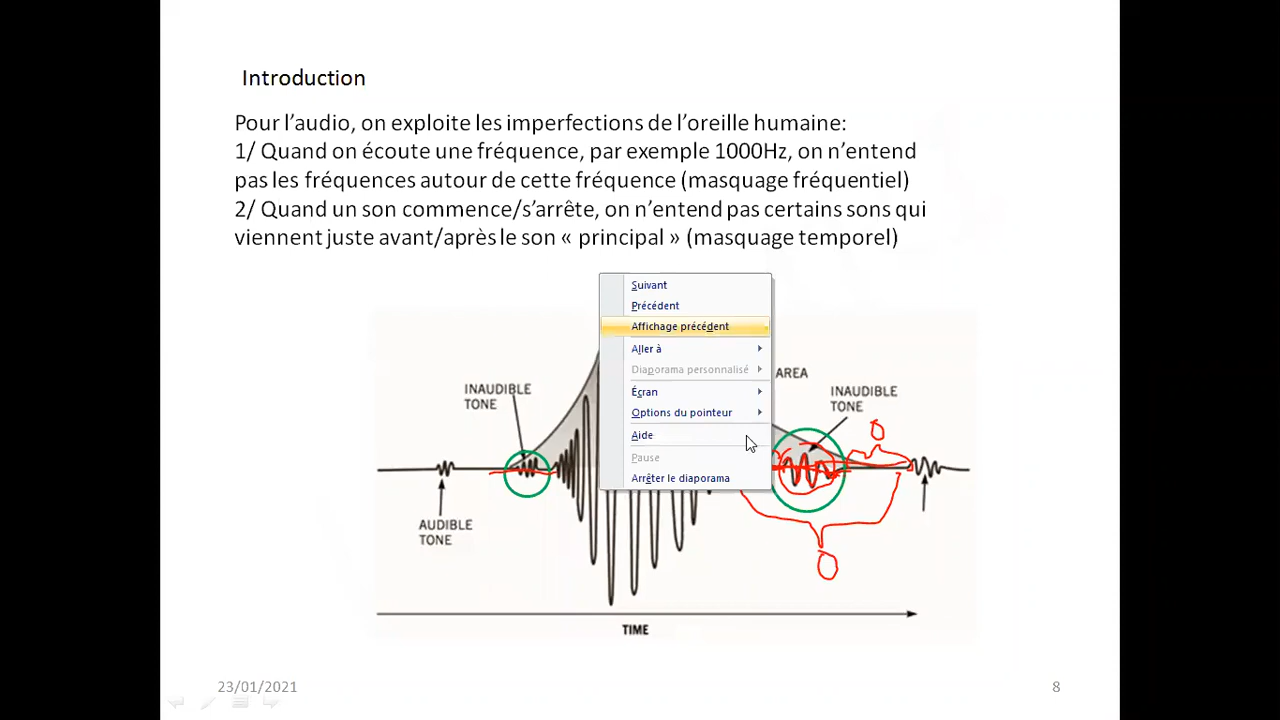 Introduction
Pour l’audio, on exploite les imperfections de l’oreille humaine:
1/ Quand on écoute une fréquence, par exemple 1000Hz, on n’entend
pas les fréquences autour de cette fréquence (masquage fréquentiel)
2/ Quand un son commence/s’arrête, on n’entend pas certains sons qui
viennent juste avant/après le son « principal » (masquage temporel)
Suivant
Précédent
Affichage précédent
Aller à
Diaporama personnalisé
Écran
Options du pointeur
Aide
Pause
Arrêter le diaporama
AREA
INAUDIBLE
TONE
INAUDIBLE
TONE
0
AUDIBLE
TONE
0
TIME
23/01/2021
8